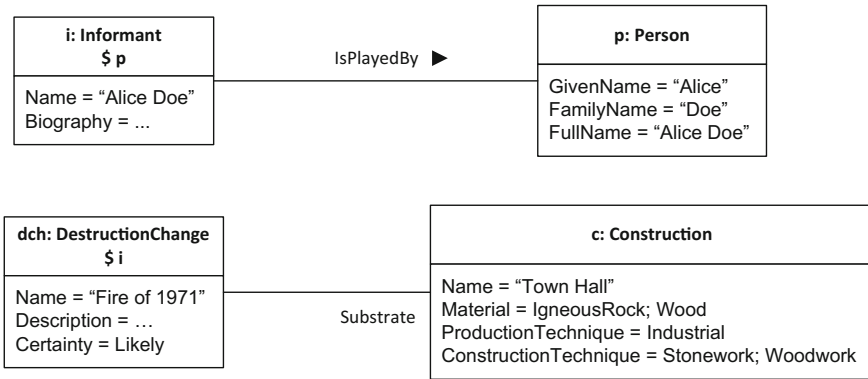 i: Informant
$ p
Name = “Alice Doe”
Biography = ...
IsPlayedBy ►
p: Person
GivenName = “Alice”
FamilyName = “Doe”
FullName = “Alice Doe”
dch: DestructionChange
$ i
Name = “Fire of 1971”
Description = …
Certainty = Likely
Substrate
c: Construction
Name = “Town Hall”
Material = IgneousRock; Wood
ProductionTechnique = Industrial
ConstructionTechnique = Stonework; Woodwork